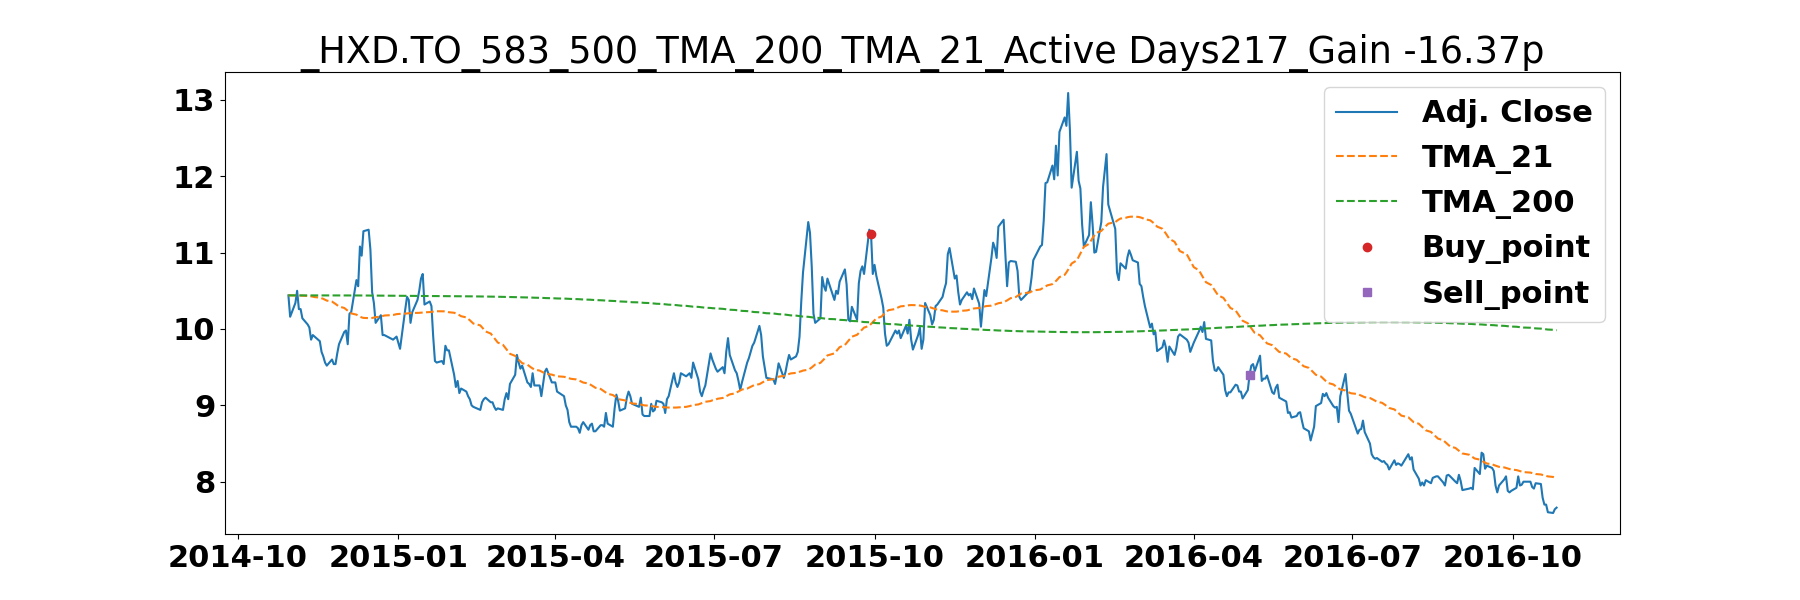 _HXD.TO_583_500_TMA_200_TMA_21_Active Days217_Gain -16.37p
13
12
11
10
9
8
2014-10 2015-01 2015-04 2015-07 2015-10 2016-01 2016-04 2016-07 2016-10
Adj. Close
TMA_21
TMA_200
Buy_point
Sell_point